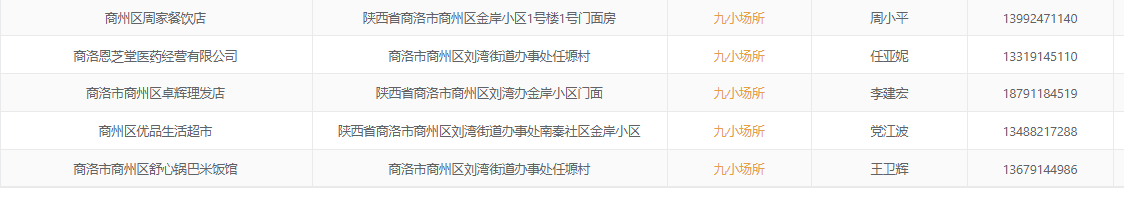 商州区周家餐饮店 陕西省商洛市商州区金岸小区1号楼1号门面房 九小场所 周小平 13992471140
商洛恩芝堂医药经营有限公司 商洛市商州区刘湾街道办事处任塬村 九小场所 任亚妮 13319145110
商洛市商州区卓辉理发店 陕西省商洛市商州区刘湾办金岸小区门面 九小场所 李建宏 18791184519
商州区优品生活超市 陕西省商洛市商州区刘湾街道办事处南秦社区金岸小区 九小场所 党江波 13488217288
商洛市商州区舒心锅巴米饭馆 商洛市商州区刘湾街道办事处任塬村 九小场所 王卫辉 13679144986